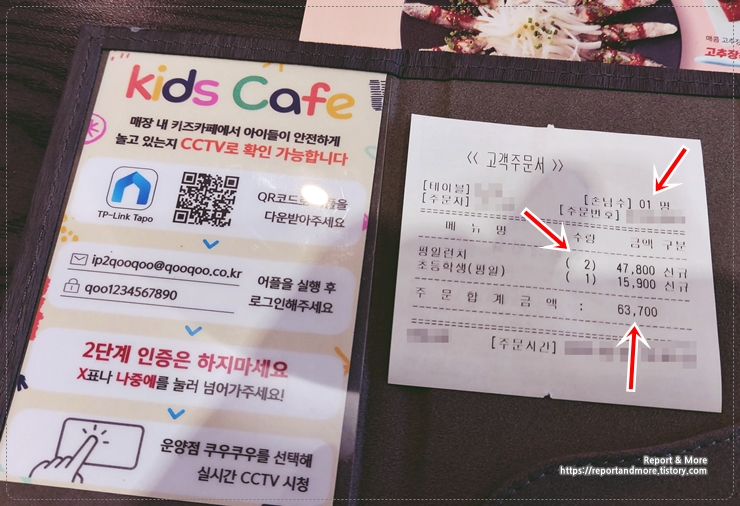 kids Cafe
매장 내 키즈카페에서 아이들이 안전하게
놀고 있는지 CCTV로 확인 가능합니다
TP-Link Tapo
QR코드로
다운받아주세요
ip2qooqoo@qooqoo.co.kr
qoo1234567890
어플을 실행 후
로그인해주세요
2단계 인증은 하지마세요
X표나 나중에를 눌러 넘어가주세요!
운양점 쿠우쿠우를 선택해
실시간 CCTV 시청
매콤 고추장
고추장
<< 고객주문서 >>
[테이블]
[손님수] 01 명
[주문자]
[주문번호]
메 뉴 명 수량 금액 구분
평일런치 ( 2) 47,800 신규
초등학생(평일) ( 1) 15,900 신규
주 문 합 계 금 액 : 63,700
[주문시간]
Report & More
https://reportandmore.tistory.com